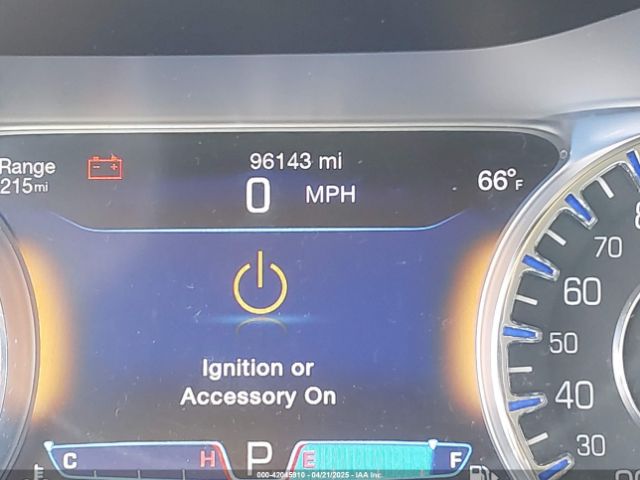 Range
215mi
96143 mi
0 MPH
66°F
Ignition or
Accessory On
C H P E F
70
60
50
40
30
000-42045910 - 04/21/2025 - IAA Inc.